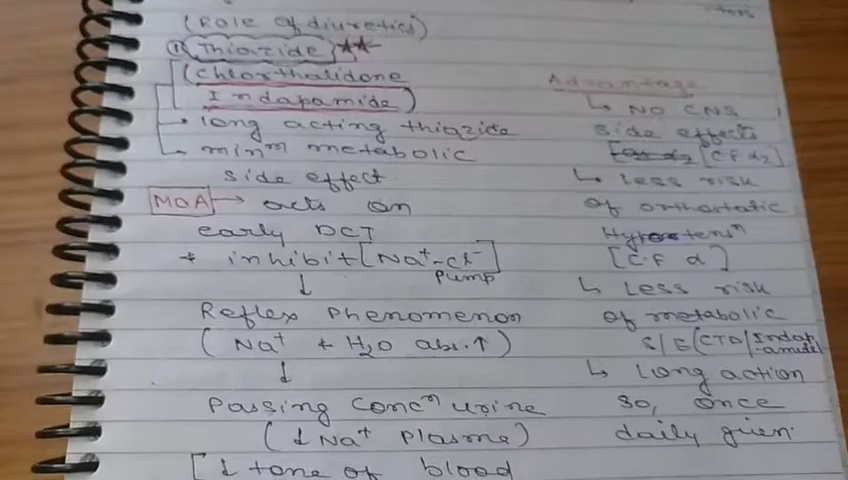 (Role of diuretics)
① Thiazide ★★
(Chlorthalidone
Indapamide)
→ long acting thiazide
→ minm metabolic
side effect
MOA → acts on
early DCT
* inhibit [Na+-Cl-]
Pump
↓
Reflex Phenomenon
(Na+ + H2O abs.↑)
↓
Passing Concn urine
(↓ Na+ Plasma)
[↓ tone of blood
Advantage
↳ NO CNS
side effects
[CF α2]
↳ Less risk
of orthostatic
[CF α]
↳ Less risk
of metabolic
S/E (CTD/Indap
-amide)
↳ Long action
so, once
daily given.